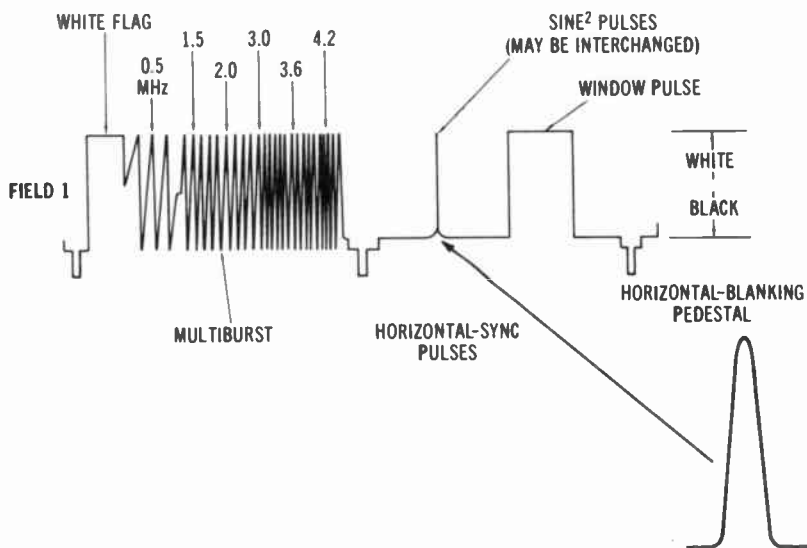 WHITE FLAG
0.5
MHz
1.5
2.0
3.0
3.6
4.2
SINE² PULSES
(MAY BE INTERCHANGED)
WINDOW PULSE
FIELD 1
WHITE
BLACK
MULTIBURST
HORIZONTAL-SYNC
PULSES
HORIZONTAL-BLANKING
PEDESTAL